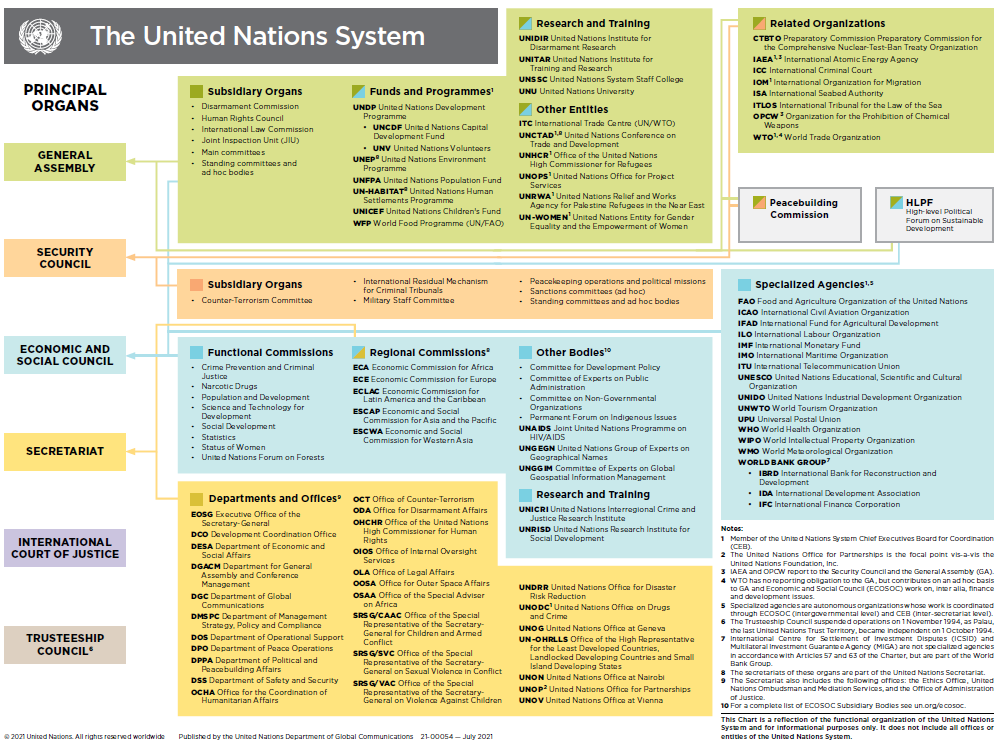 The United Nations System
PRINCIPAL
ORGANS
GENERAL
ASSEMBLY
SECURITY
COUNCIL
ECONOMIC AND
SOCIAL COUNCIL
SECRETARIAT
INTERNATIONAL
COURT OF JUSTICE
TRUSTEESHIP
COUNCIL⁶
Subsidiary Organs
• Disarmament Commission
• Human Rights Council
• International Law Commission
• Joint Inspection Unit (JIU)
• Main committees
• Standing committees and
ad hoc bodies
Funds and Programmes¹
UNDP United Nations Development
Programme
• UNCDF United Nations Capital
Development Fund
• UNV United Nations Volunteers
UNEP⁸ United Nations Environment
Programme
UNFPA United Nations Population Fund
UN-HABITAT⁸ United Nations Human
Settlements Programme
UNICEF United Nations Children's Fund
WFP World Food Programme (UN/FAO)
Research and Training
UNIDIR United Nations Institute for
Disarmament Research
UNITAR United Nations Institute for
Training and Research
UNSSC United Nations System Staff College
UNU United Nations University
Other Entities
ITC International Trade Centre (UN/WTO)
UNCTAD¹,⁸ United Nations Conference on
Trade and Development
UNHCR¹ Office of the United Nations
High Commissioner for Refugees
UNOPS¹ United Nations Office for Project
Services
UNRWA¹ United Nations Relief and Works
Agency for Palestine Refugees in the Near East
UN-WOMEN¹ United Nations Entity for Gender
Equality and the Empowerment of Women
Related Organizations
CTBTO Preparatory Commission Preparatory Commission for
the Comprehensive Nuclear-Test-Ban Treaty Organization
IAEA¹,³ International Atomic Energy Agency
ICC International Criminal Court
IOM¹ International Organization for Migration
ISA International Seabed Authority
ITLOS International Tribunal for the Law of the Sea
OPCW³ Organization for the Prohibition of Chemical
Weapons
WTO¹,⁴ World Trade Organization
Peacebuilding
Commission
HLPF
High-level Political
Forum on Sustainable
Development
Subsidiary Organs
• Counter-Terrorism Committee
• International Residual Mechanism
for Criminal Tribunals
• Military Staff Committee
• Peacekeeping operations and political missions
• Sanctions committees (ad hoc)
• Standing committees and ad hoc bodies
Functional Commissions
• Crime Prevention and Criminal
Justice
• Narcotic Drugs
• Population and Development
• Science and Technology for
Development
• Social Development
• Statistics
• Status of Women
• United Nations Forum on Forests
Regional Commissions⁸
ECA Economic Commission for Africa
ECE Economic Commission for Europe
ECLAC Economic Commission for
Latin America and the Caribbean
ESCAP Economic and Social
Commission for Asia and the Pacific
ESCWA Economic and Social
Commission for Western Asia
Other Bodies¹⁰
• Committee for Development Policy
• Committee of Experts on Public
Administration
• Committee on Non-Governmental
Organizations
• Permanent Forum on Indigenous Issues
UNAIDS Joint United Nations Programme on
HIV/AIDS
UNGEGN United Nations Group of Experts on
Geographical Names
UNGGIM Committee of Experts on Global
Geospatial Information Management
Research and Training
UNICRI United Nations Interregional Crime and
Justice Research Institute
UNRISD United Nations Research Institute for
Social Development
Specialized Agencies¹,⁵
FAO Food and Agriculture Organization of the United Nations
ICAO International Civil Aviation Organization
IFAD International Fund for Agricultural Development
ILO International Labour Organization
IMF International Monetary Fund
IMO International Maritime Organization
ITU International Telecommunication Union
UNESCO United Nations Educational, Scientific and Cultural
Organization
UNIDO United Nations Industrial Development Organization
UNWTO World Tourism Organization
UPU Universal Postal Union
WHO World Health Organization
WIPO World Intellectual Property Organization
WMO World Meteorological Organization
WORLD BANK GROUP⁷
• IBRD International Bank for Reconstruction and
Development
• IDA International Development Association
• IFC International Finance Corporation
Departments and Offices⁹
EOSG Executive Office of the
Secretary-General
DCO Development Coordination Office
DESA Department of Economic and
Social Affairs
DGACM Department for General
Assembly and Conference
Management
DGC Department of Global
Communications
DMSPC Department of Management
Strategy, Policy and Compliance
DOS Department of Operational Support
DPO Department of Peace Operations
DPPA Department of Political and
Peacebuilding Affairs
DSS Department of Safety and Security
OCHA Office for the Coordination of
Humanitarian Affairs
OCT Office of Counter-Terrorism
ODA Office for Disarmament Affairs
OHCHR Office of the United Nations
High Commissioner for Human
Rights
OIOS Office of Internal Oversight
Services
OLA Office of Legal Affairs
OOSA Office for Outer Space Affairs
OSAA Office of the Special Adviser
on Africa
SRSG/CAAC Office of the Special
Representative of the Secretary-
General for Children and Armed
Conflict
SRSG/SVC Office of the Special
Representative of the Secretary-
General on Sexual Violence in Conflict
SRSG/VAC Office of the Special
Representative of the Secretary-
General on Violence Against Children
UNDRR United Nations Office for Disaster
Risk Reduction
UNODC¹ United Nations Office on Drugs
and Crime
UNOG United Nations Office at Geneva
UN-OHRLLS Office of the High Representative
for the Least Developed Countries,
Landlocked Developing Countries and Small
Island Developing States
UNON United Nations Office at Nairobi
UNOP² United Nations Office for Partnerships
UNOV United Nations Office at Vienna
Notes:
1 Members of the United Nations System Chief Executives Board for Coordination
(CEB).
2 The United Nations Office for Partnerships is the focal point vis-a-vis the
United Nations Foundation, Inc.
3 IAEA and OPCW report to the Security Council and the General Assembly (GA).
4 WTO has no reporting obligation to the GA, but contributes on an ad hoc basis
to GA and Economic and Social Council (ECOSOC) work on, inter alia, finance
and development issues.
5 Specialized agencies are autonomous organizations whose work is coordinated
through ECOSOC (intergovernmental level) and CEB (inter-secretariat level).
6 The Trusteeship Council suspended operations on 1 November 1994, as Palau,
the last United Nations Trust Territory, became independent on 1 October 1994.
7 International Centre for Settlement of Investment Disputes (ICSID) and
Multilateral Investment Guarantee Agency (MIGA) are not specialized agencies
in accordance with Articles 57 and 63 of the Charter, but are part of the World
Bank Group.
8 The secretariats of these organs are part of the United Nations Secretariat.
9 The Secretariat also includes the following offices: the Ethics Office, United
Nations Ombudsman and Mediation Services, and the Office of Administration
of Justice.
10 For a complete list of ECOSOC Subsidiary Bodies see un.org/ecosoc.
This Chart is a reflection of the functional organization of the United Nations
System and for informational purposes only. It does not include all offices or
entities of the United Nations System.
© 2021 United Nations. All rights reserved worldwide
Published by the United Nations Department of Global Communications
21-00054 — July 2021